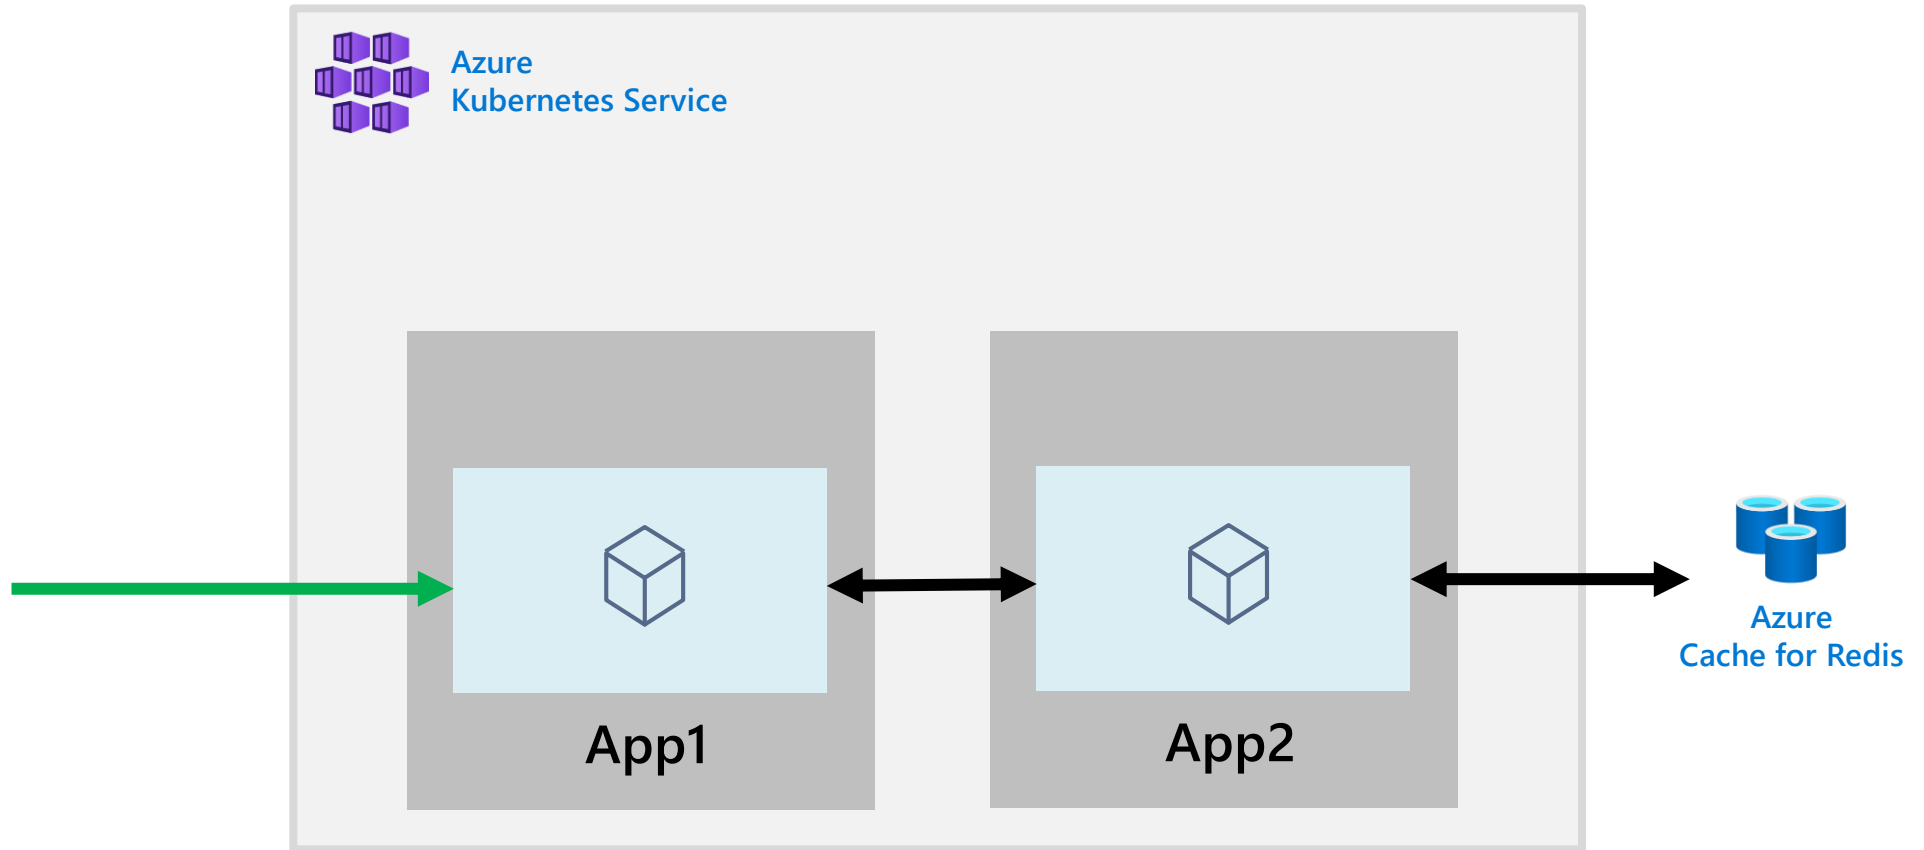 Azure
Kubernetes Service
App1
App2
Azure
Cache for Redis